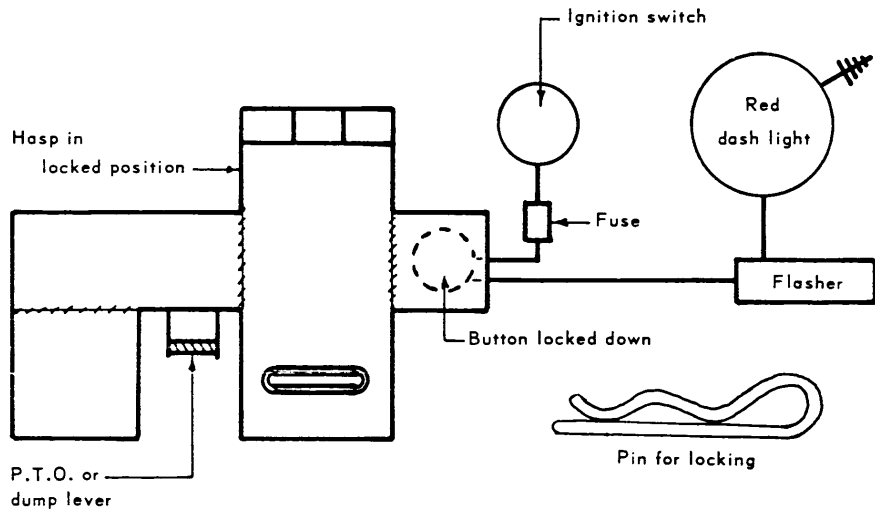 Ignition switch
Hasp in
locked position
Red
dash light
Fuse
Flasher
Button locked down
P.T.O. or
dump lever
Pin for locking